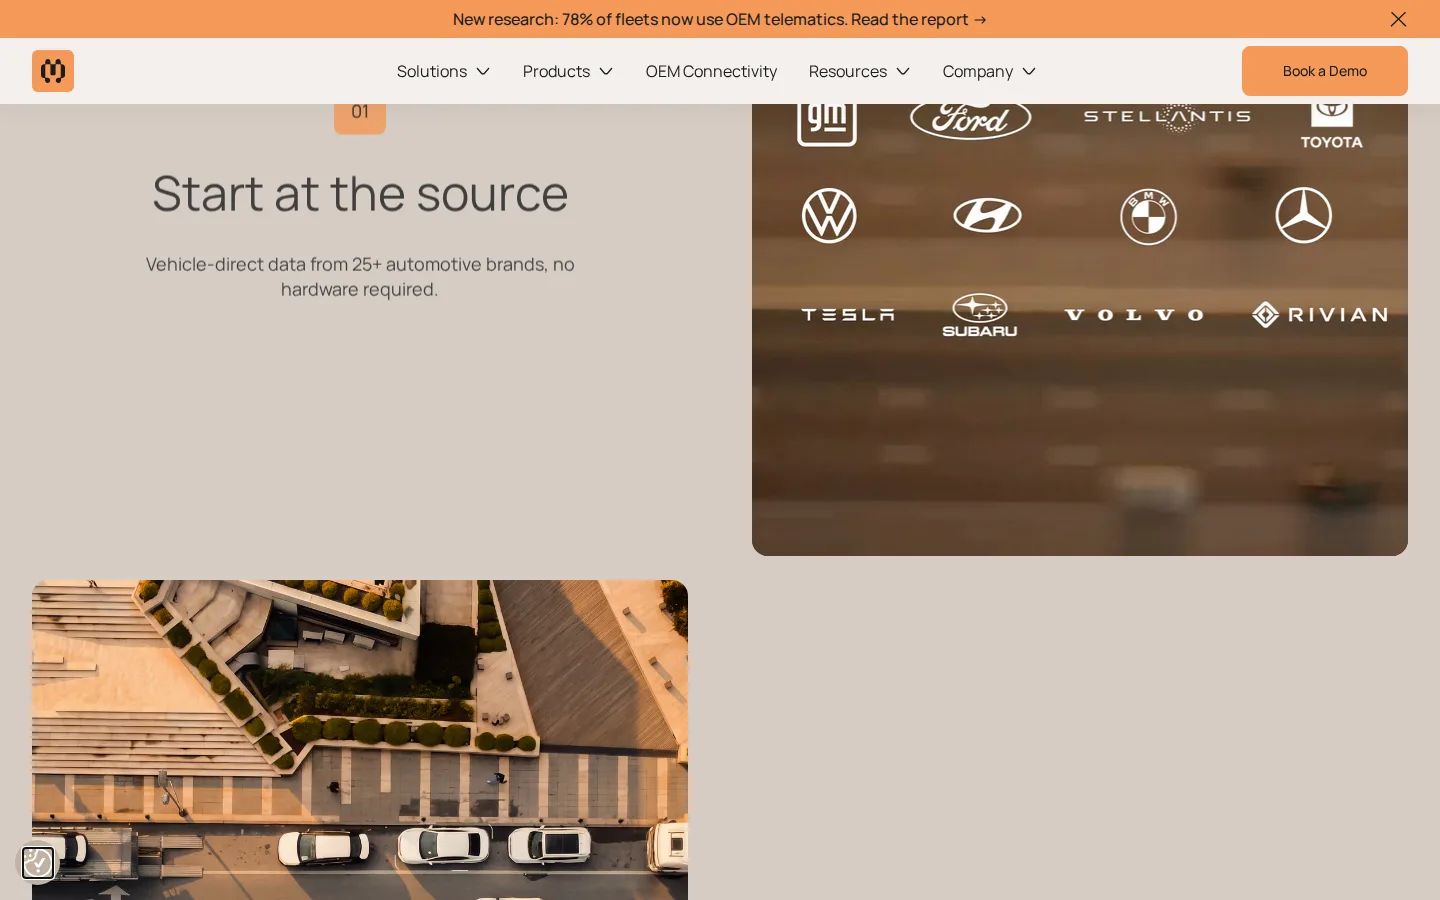 New research: 78% of fleets now use OEM telematics. Read the report →
Solutions
Products
OEM Connectivity
Resources
Company
Book a Demo
01
Start at the source
Vehicle-direct data from 25+ automotive brands, no
hardware required.
gm
Ford
STELLANTIS
TOYOTA
BMW
TESLA
SUBARU
VOLVO
RIVIAN